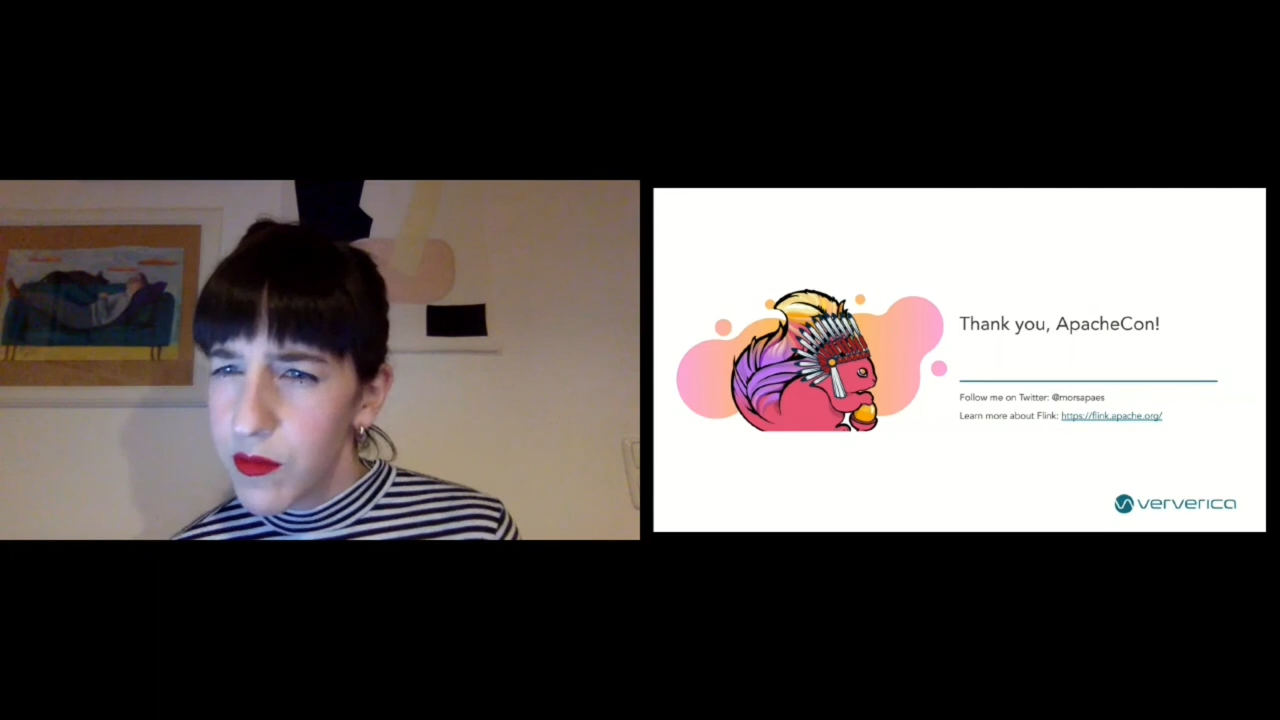 Thank you, ApacheCon!
Follow me on Twitter: @morsapaes
Learn more about Flink: https://flink.apache.org/
ververica